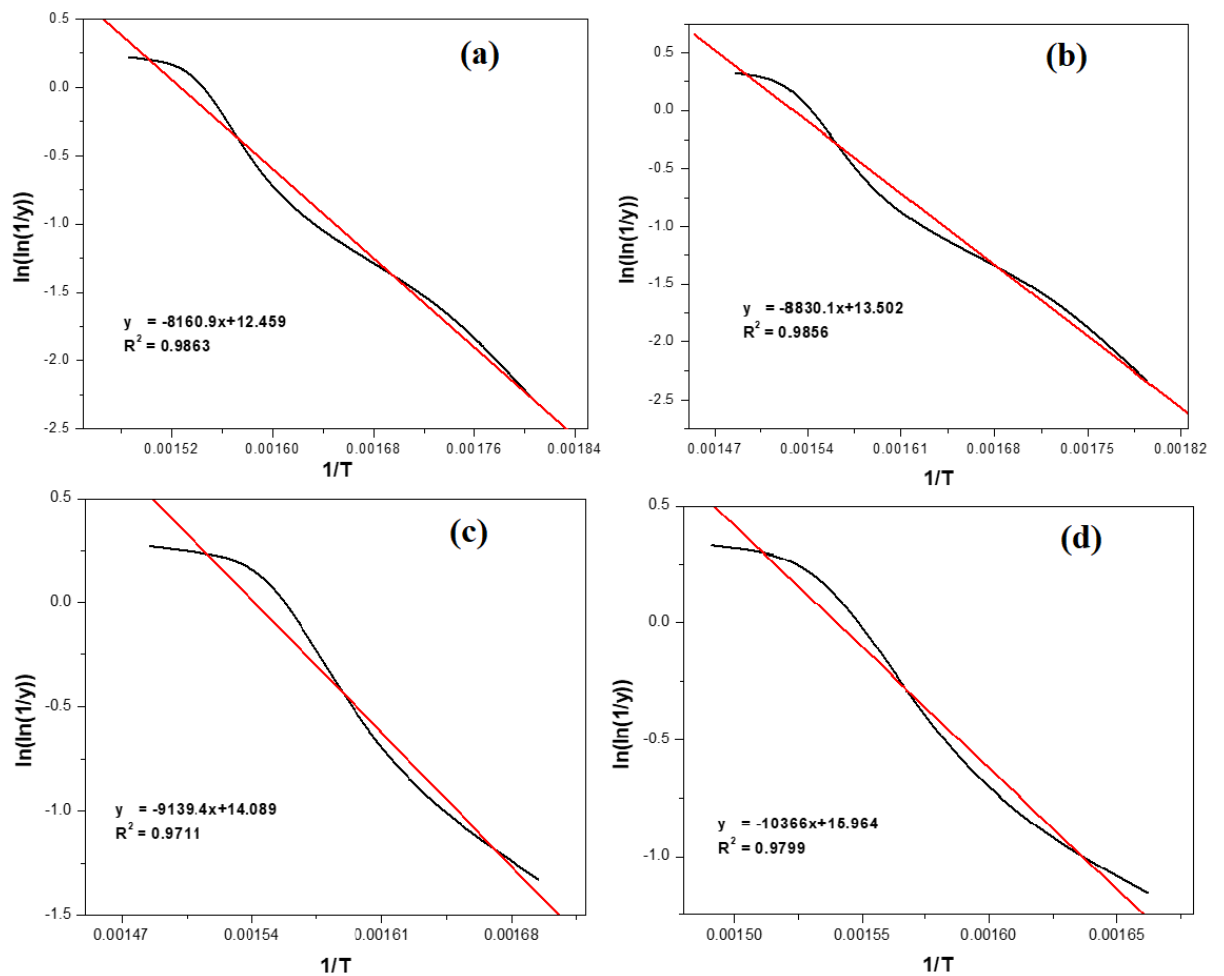 (a)
0.5
0.0
-0.5
-1.0
-1.5
-2.0
-2.5
ln(ln(1/y))
y = -8160.9x+12.459
R² = 0.9863
0.00152 0.00160 0.00168 0.00176 0.00184
1/T
(b)
0.5
0.0
-0.5
-1.0
-1.5
-2.0
-2.5
ln(ln(1/y))
y = -8830.1x+13.502
R² = 0.9856
0.00147 0.00154 0.00161 0.00168 0.00175 0.00182
1/T
(c)
0.5
0.0
-0.5
-1.0
-1.5
ln(ln(1/y))
y = -9139.4x+14.089
R² = 0.9711
0.00147 0.00154 0.00161 0.00168
1/T
(d)
0.5
0.0
-0.5
-1.0
ln(ln(1/y))
y = -10366x+15.964
R² = 0.9799
0.00150 0.00155 0.00160 0.00165
1/T